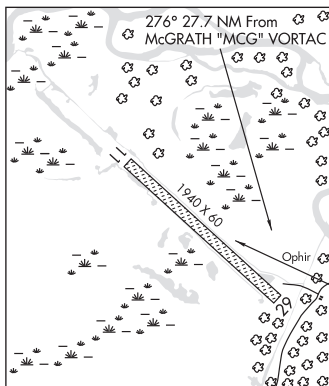 276° 27.7 NM From
McGRATH "MCG" VORTAC
1940 X 60
Ophir
29